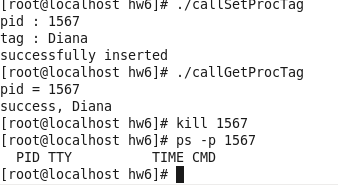 [root@localhost hw6]# ./callSetProcTag
pid : 1567
tag : Diana
successfully inserted
[root@localhost hw6]# ./callGetProcTag
pid = 1567
success, Diana
[root@localhost hw6]# kill 1567
[root@localhost hw6]# ps -p 1567
  PID TTY          TIME CMD
[root@localhost hw6]#